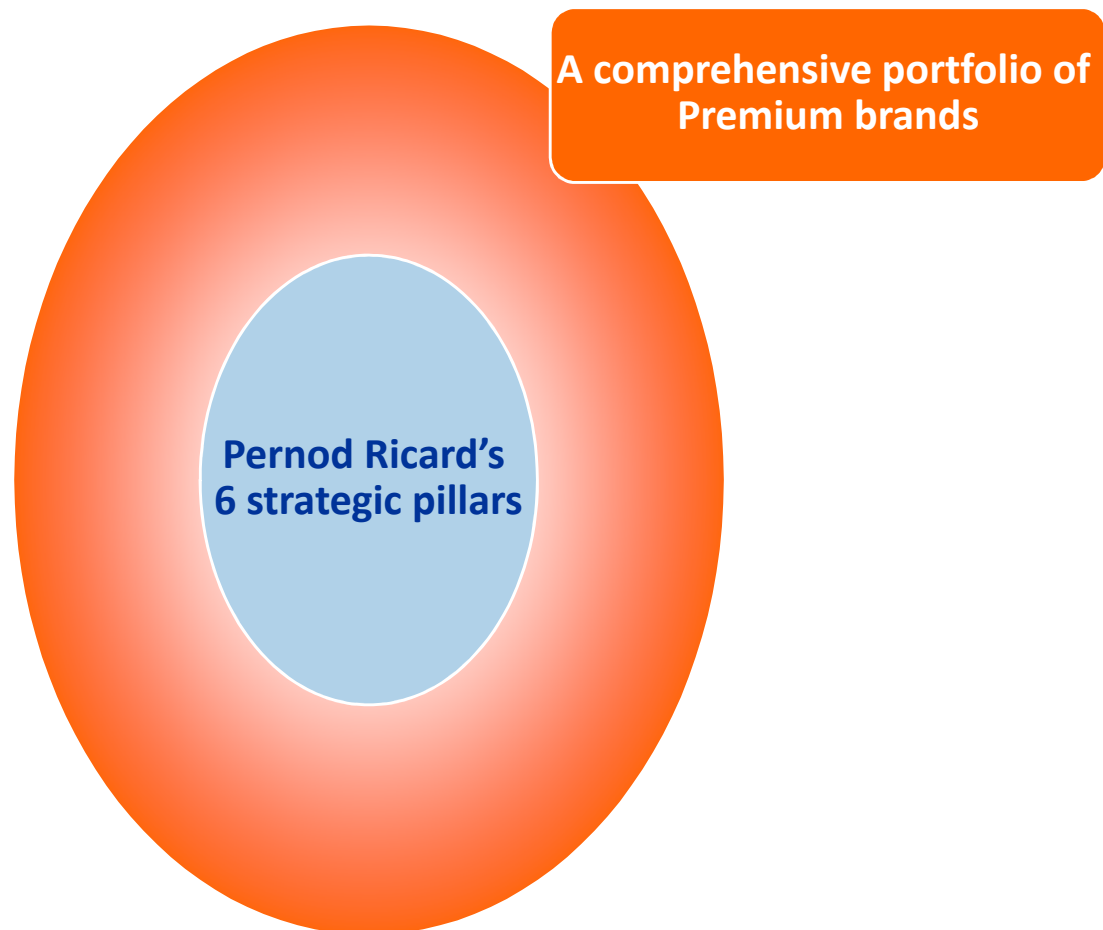 A comprehensive portfolio of
Premium brands
Pernod Ricard’s
6 strategic pillars